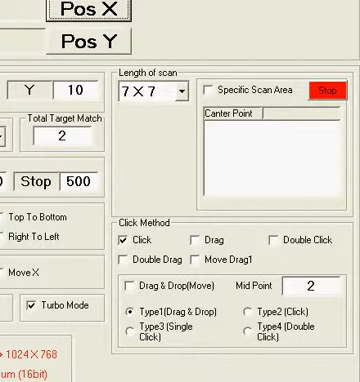 Pos X
Pos Y
Length of scan
Y 10
7 X 7
Specific Scan Area Stop
Total Target Match
2
Canter Point
Stop 500
Top To Bottom
Right To Left
Click Method
Click Drag Double Click
Double Drag Move Drag1
Move X
Drag & Drop(Move) Mid Point 2
Turbo Mode
Type1(Drag & Drop) Type2 (Click)
Type3 (Single Click)
Type4 (Double Click)
1024X768
um (16bit)